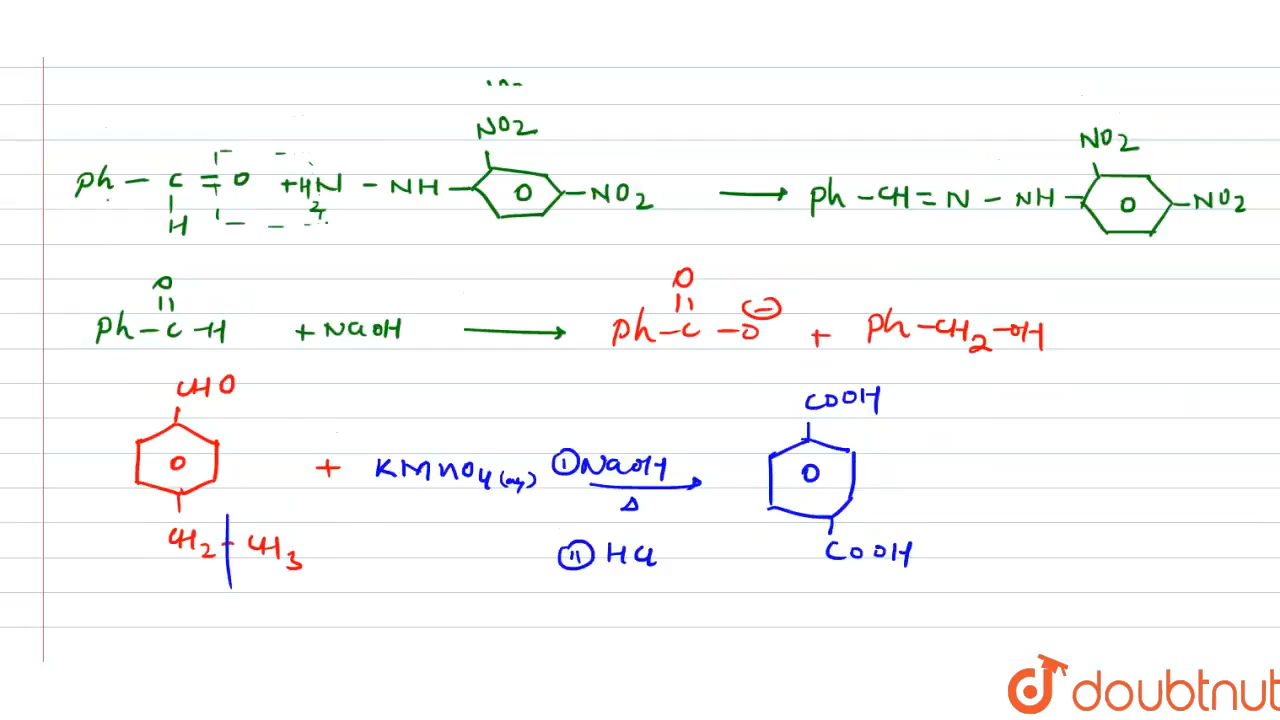 NO2 NO2
Ph - C = O + H2N - NH - NO2 → Ph - CH = N - NH - NO2
H
O O
Ph - C - H + NaOH → Ph - C - O⊖ + Ph - CH2 - OH
CHO COOH
+ KMnO4 (aq) ① NaOH
Δ
CH2 - CH3 ⑪ HCl COOH
doubtnut